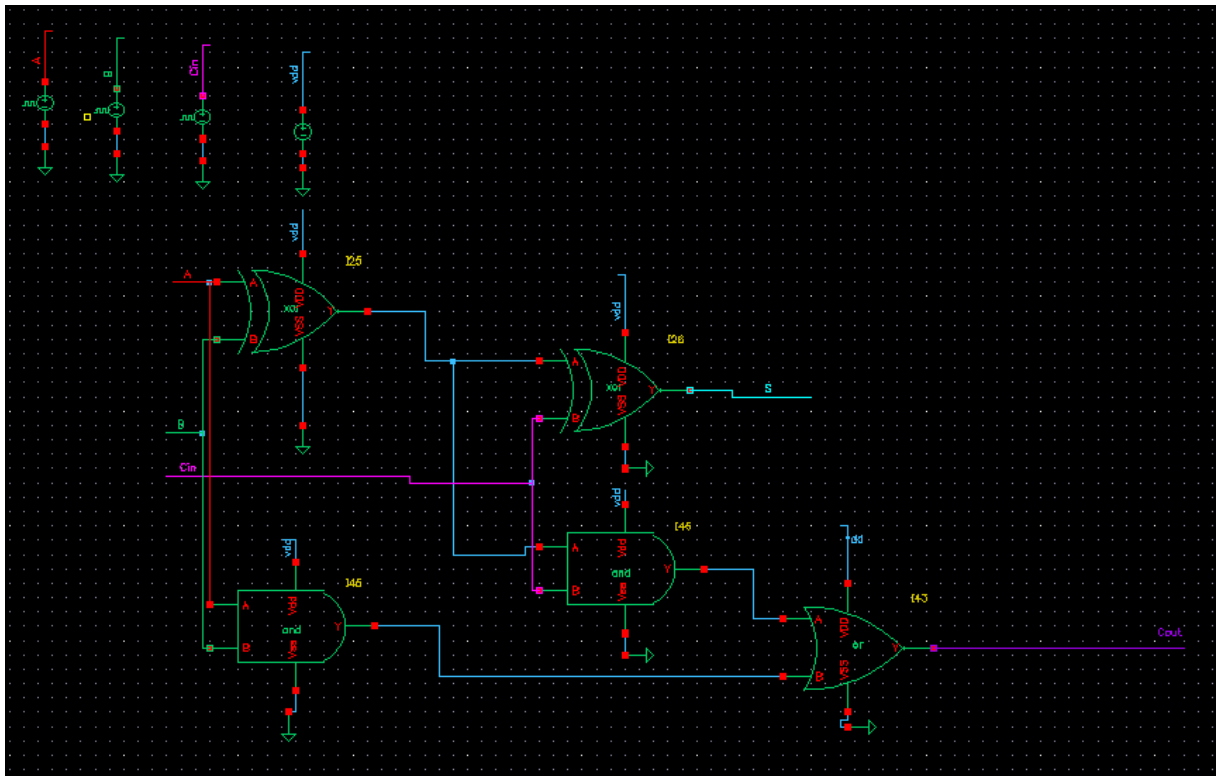 A
B
Cin
vdd
vdd
I25
A
A
VDD
xor
Y
VSS
B
vdd
I26
A
VDD
xor
Y
VSS
B
S
B
Cin
vdd
I46
A
Vdd
and
Y
Vss
B
vdd
I45
A
Vdd
and
Y
Vss
B
vdd
I43
A
VDD
or
Y
VSS
B
Cout